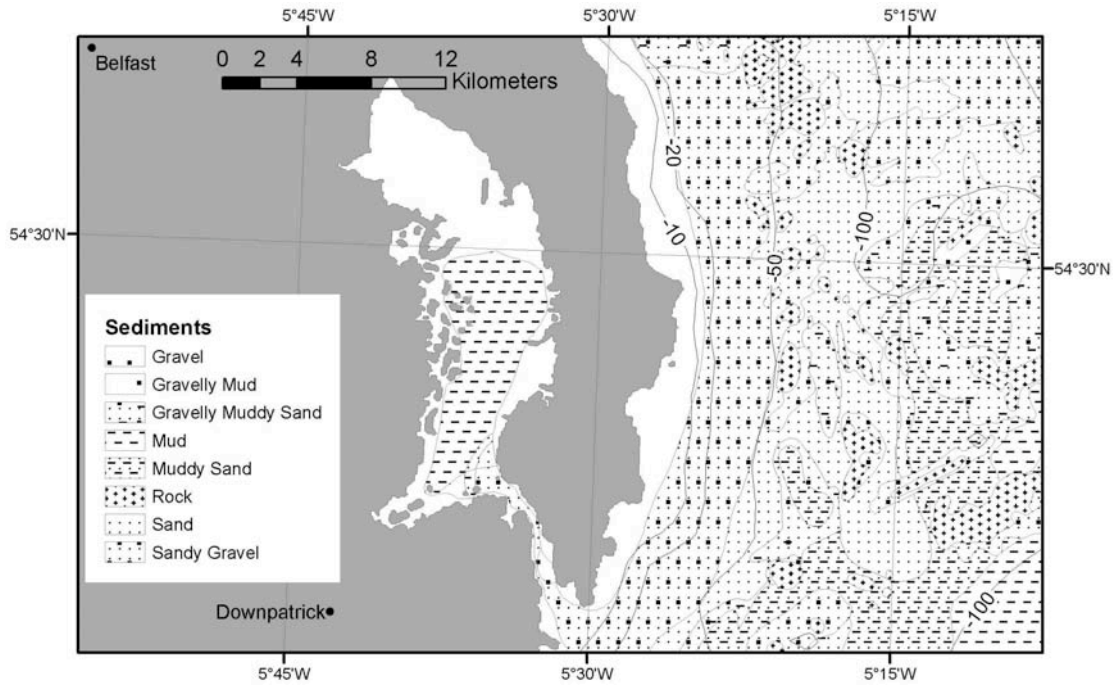 5°45'W 5°30'W 5°15'W
Belfast
0 2 4 8 12
Kilometers
-20
-10
-50
-100
54°30'N
54°30'N
Sediments
Gravel
Gravelly Mud
Gravelly Muddy Sand
Mud
Muddy Sand
Rock
Sand
Sandy Gravel
Downpatrick
-100
5°45'W 5°30'W 5°15'W